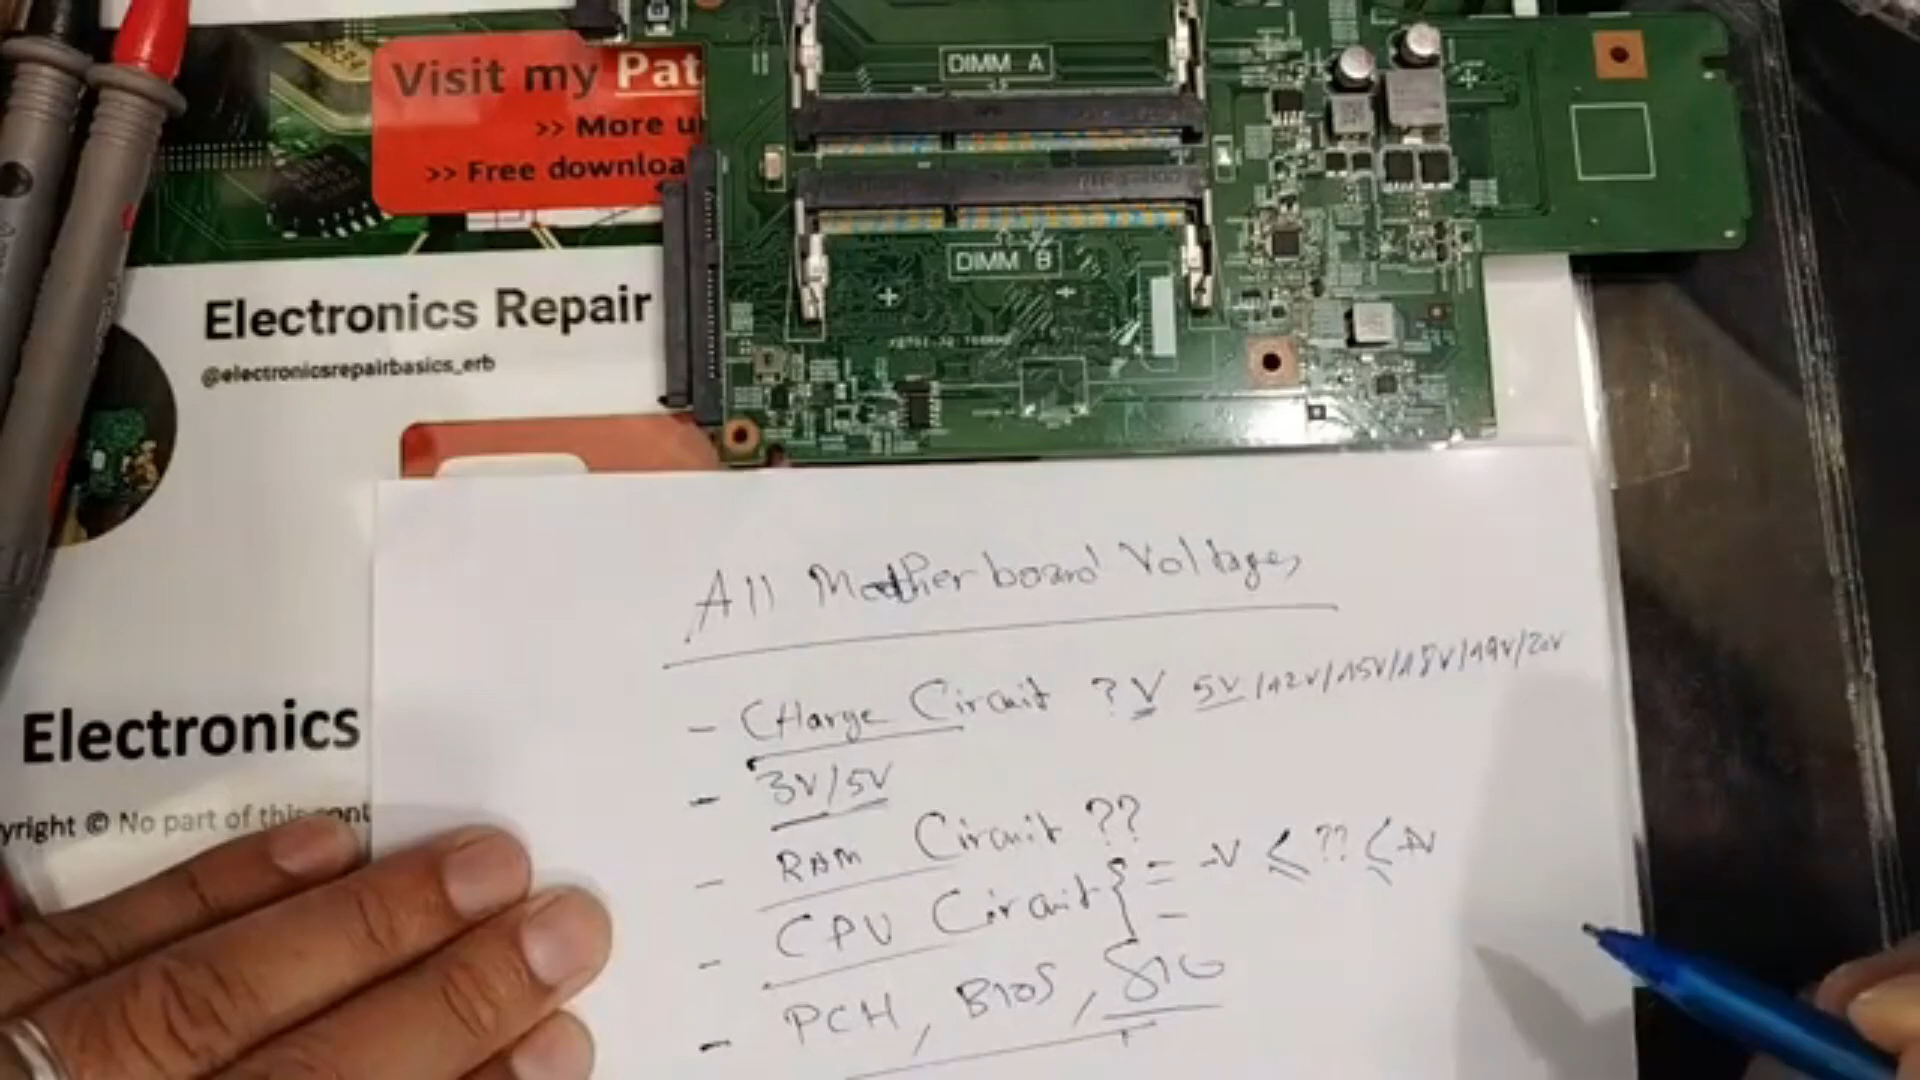 Visit my Pat
>> More u
>> Free downloa
DIMM A
DIMM B
Electronics Repair
@electronicsrepairbasics_erb
Electronics
yright © No part of this cont
All Motherboard Voltages
- CHarge Circuit ? V 5V/12V/15V/18V/19V/20V
- 3V/5V
- RAM Circuit ??
- CPU Circuit } = -V < ?? <
- PCH, BIOS, SIO